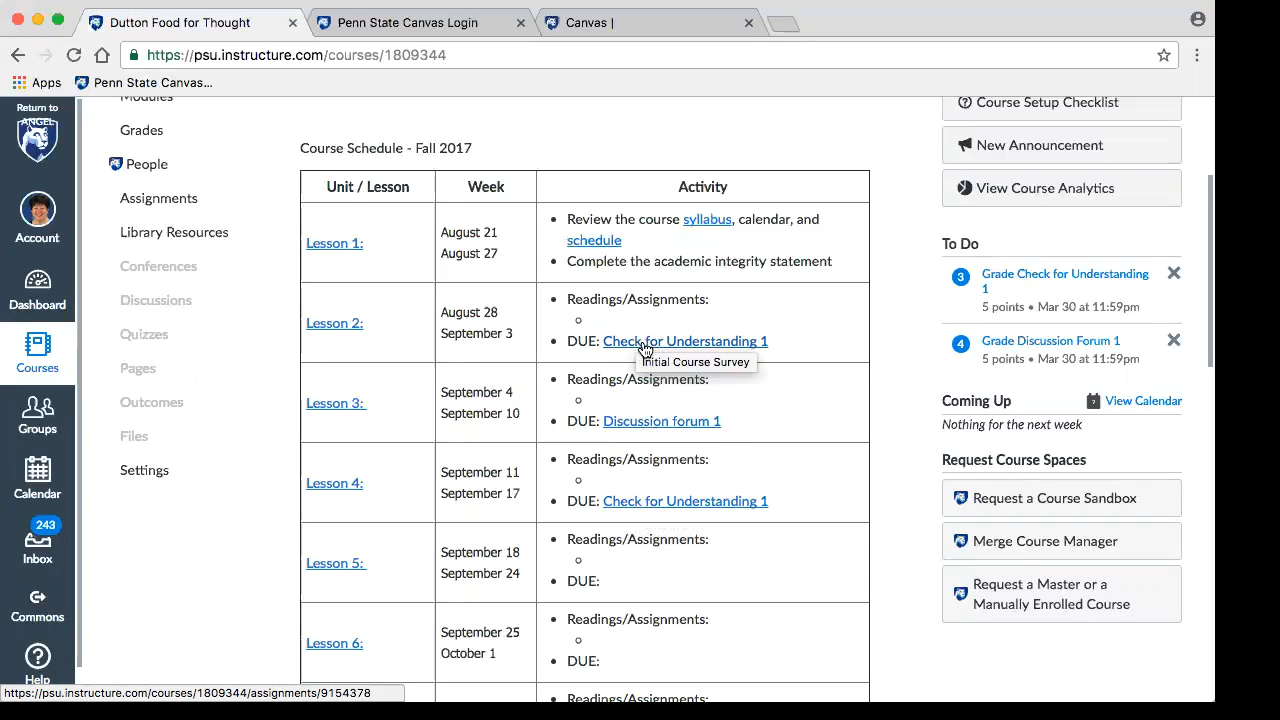 Dutton Food for Thought
Penn State Canvas Login
Canvas |
https://psu.instructure.com/courses/1809344
Apps
Penn State Canvas...
Return to
ANGEL
Account
Dashboard
Courses
Groups
Calendar
243
Inbox
Commons
Help
Modules
Grades
People
Assignments
Library Resources
Conferences
Discussions
Quizzes
Pages
Outcomes
Files
Settings
Course Schedule - Fall 2017
Unit / Lesson Week Activity
Lesson 1:
August 21
August 27
Review the course syllabus, calendar, and
schedule
Complete the academic integrity statement
Lesson 2:
August 28
September 3
Readings/Assignments:
DUE: Check for Understanding 1
Initial Course Survey
Lesson 3:
September 4
September 10
Readings/Assignments:
DUE: Discussion forum 1
Lesson 4:
September 11
September 17
Readings/Assignments:
DUE: Check for Understanding 1
Lesson 5:
September 18
September 24
Readings/Assignments:
DUE:
Lesson 6:
September 25
October 1
Readings/Assignments:
DUE:
Readings/Assignments:
Course Setup Checklist
New Announcement
View Course Analytics
To Do
3
Grade Check for Understanding
1
5 points • Mar 30 at 11:59pm
4
Grade Discussion Forum 1
5 points • Mar 30 at 11:59pm
Coming Up
View Calendar
Nothing for the next week
Request Course Spaces
Request a Course Sandbox
Merge Course Manager
Request a Master or a
Manually Enrolled Course
https://psu.instructure.com/courses/1809344/assignments/9154378